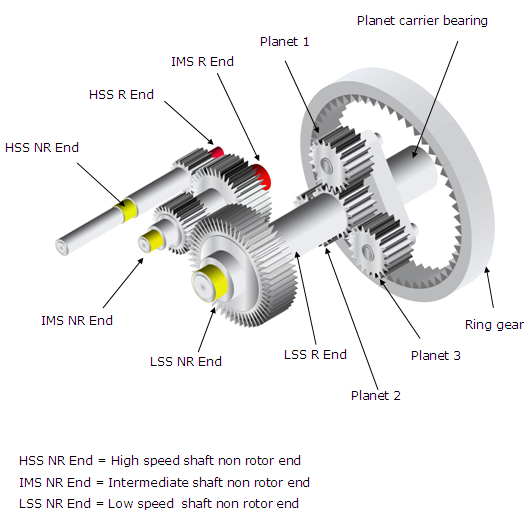 Planet carrier bearing
Planet 1
IMS R End
HSS R End
HSS NR End
IMS NR End
LSS NR End
LSS R End
Planet 2
Planet 3
Ring gear
HSS NR End = High speed shaft non rotor end
IMS NR End = Intermediate shaft non rotor end
LSS NR End = Low speed  shaft non rotor end